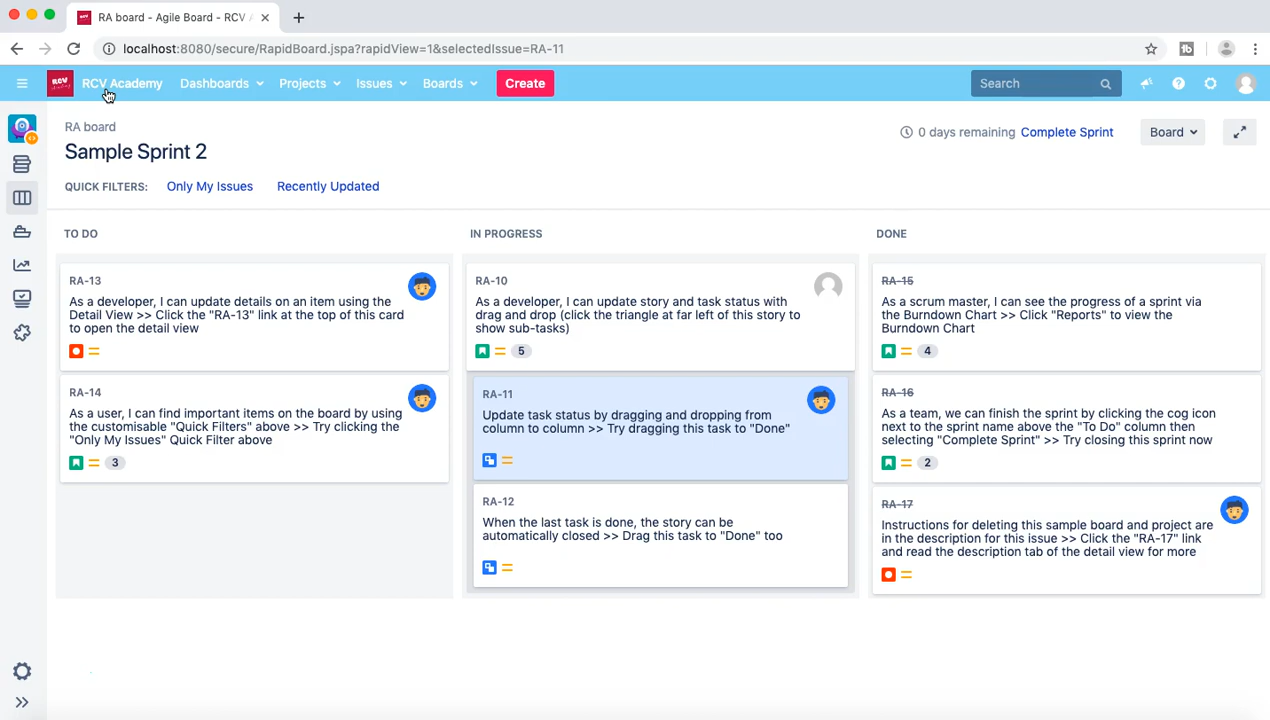 RA board - Agile Board - RCV
localhost:8080/secure/RapidBoard.jspa?rapidView=1&selectedIssue=RA-11
RCV Academy Dashboards Projects Issues Boards Create Search
RA board
Sample Sprint 2
0 days remaining Complete Sprint Board
QUICK FILTERS: Only My Issues Recently Updated
TO DO
RA-13
As a developer, I can update details on an item using the
Detail View >> Click the "RA-13" link at the top of this card
to open the detail view
RA-14
As a user, I can find important items on the board by using
the customisable "Quick Filters" above >> Try clicking the
"Only My Issues" Quick Filter above
3
IN PROGRESS
RA-10
As a developer, I can update story and task status with
drag and drop (click the triangle at far left of this story to
show sub-tasks)
5
RA-11
Update task status by dragging and dropping from
column to column >> Try dragging this task to "Done"
RA-12
When the last task is done, the story can be
automatically closed >> Drag this task to "Done" too
DONE
RA-15
As a scrum master, I can see the progress of a sprint via
the Burndown Chart >> Click "Reports" to view the
Burndown Chart
4
RA-16
As a team, we can finish the sprint by clicking the cog icon
next to the sprint name above the "To Do" column then
selecting "Complete Sprint" >> Try closing this sprint now
2
RA-17
Instructions for deleting this sample board and project are
in the description for this issue >> Click the "RA-17" link
and read the description tab of the detail view for more